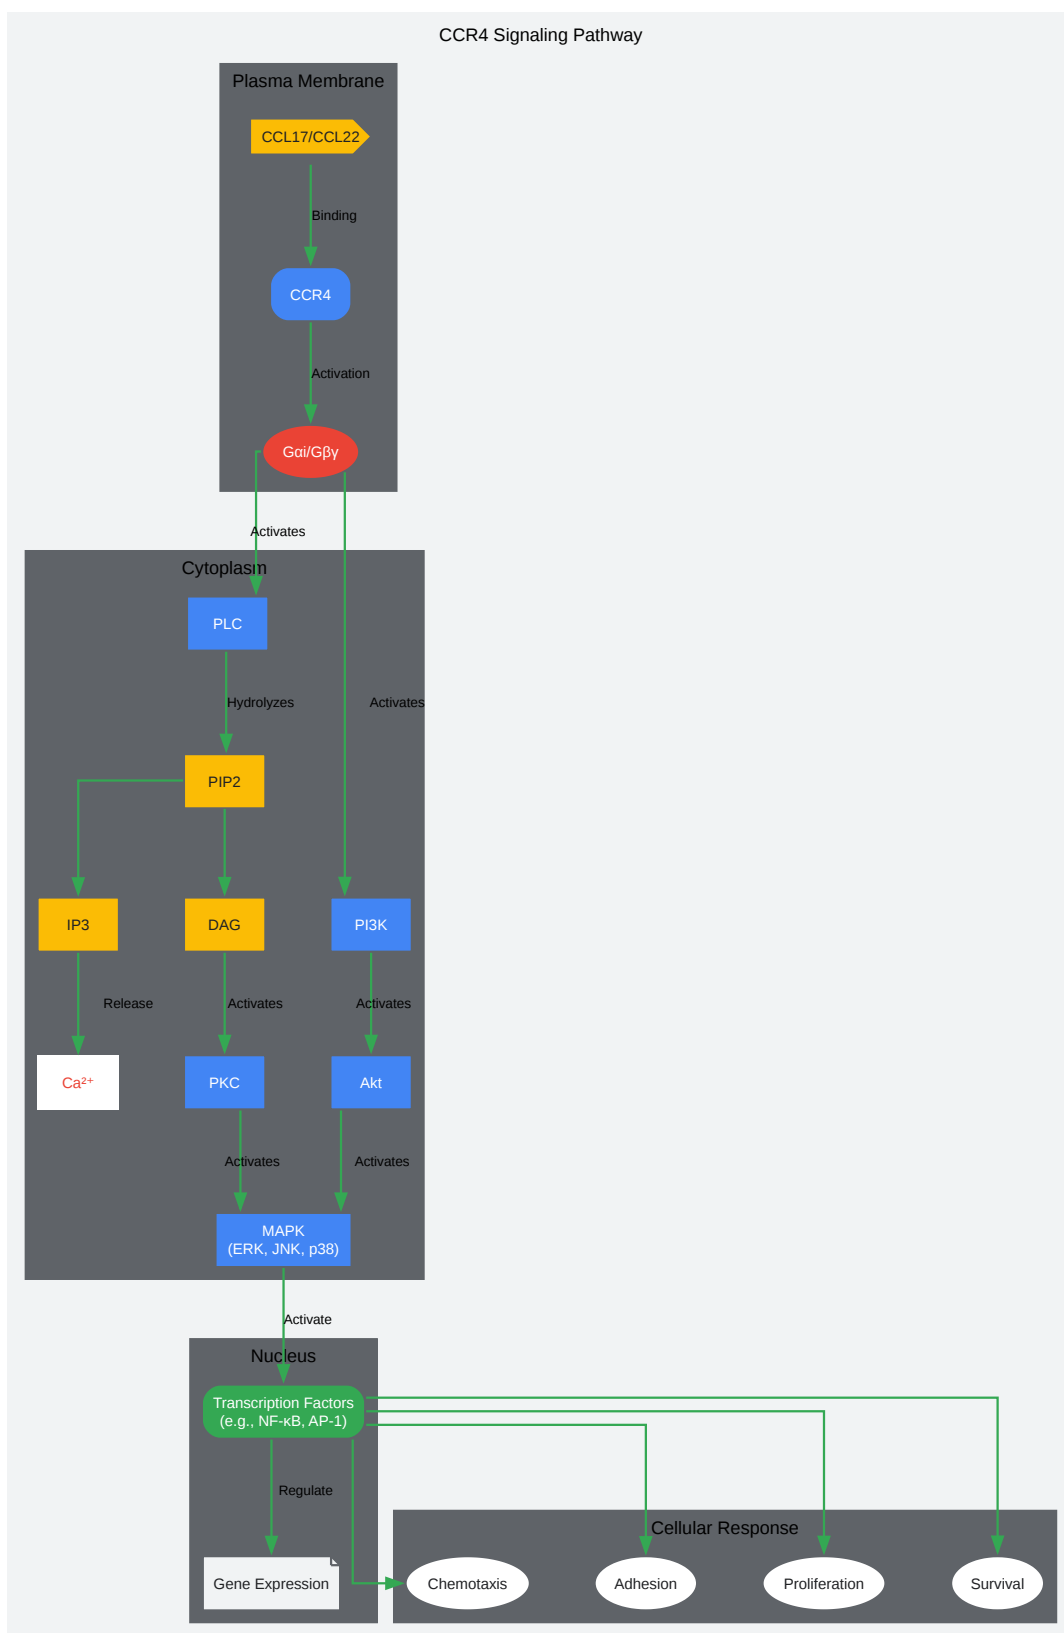 CCR4 Signaling Pathway
Plasma Membrane
CCL17/CCL22
Binding
CCR4
Activation
Gαi/Gβγ
Activates
Cytoplasm
PLC
Hydrolyzes
Activates
PIP2
IP3
DAG
PI3K
Release
Activates
Activates
Ca²⁺
PKC
Akt
Activates
Activates
MAPK
(ERK, JNK, p38)
Activate
Nucleus
Transcription Factors
(e.g., NF-κB, AP-1)
Regulate
Cellular Response
Gene Expression
Chemotaxis
Adhesion
Proliferation
Survival